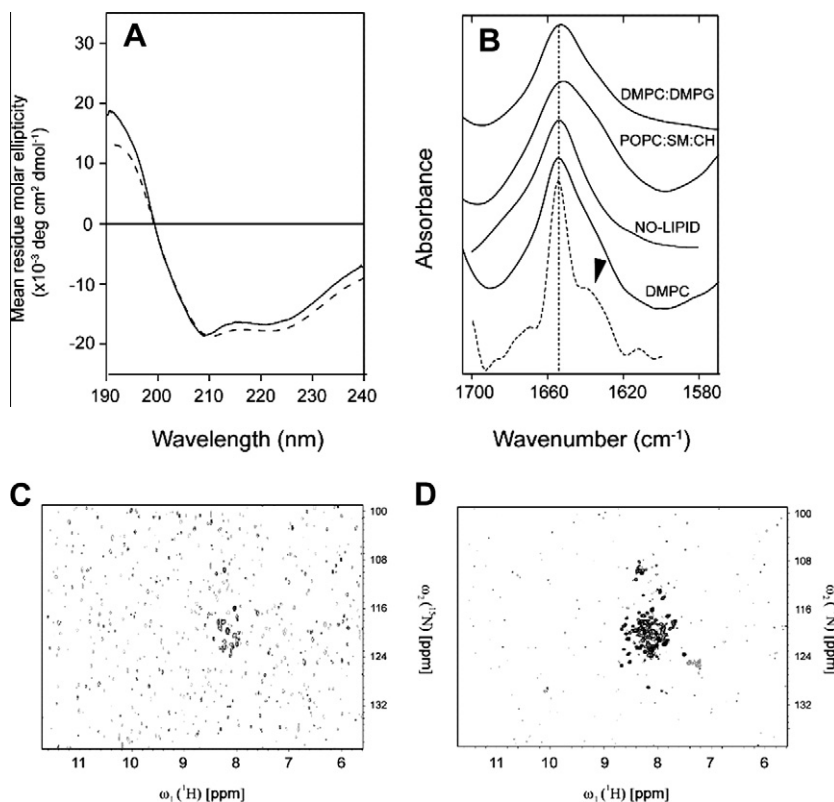 A
30
20
10
0
-10
-20
190 200 210 220 230 240
Wavelength (nm)
Mean residue molar ellipticity
(x10⁻³ deg cm² dmol⁻¹)
B
DMPC:DMPG
POPC:SM:CH
NO-LIPID
DMPC
1700 1660 1620 1580
Wavenumber (cm⁻¹)
Absorbance
C
100
108
116
124
132
11 10 9 8 7 6
ω₁(¹H) [ppm]
ω₂(¹⁵N) [ppm]
D
100
108
116
124
132
11 10 9 8 7 6
ω₁(¹H) [ppm]
[ppm]